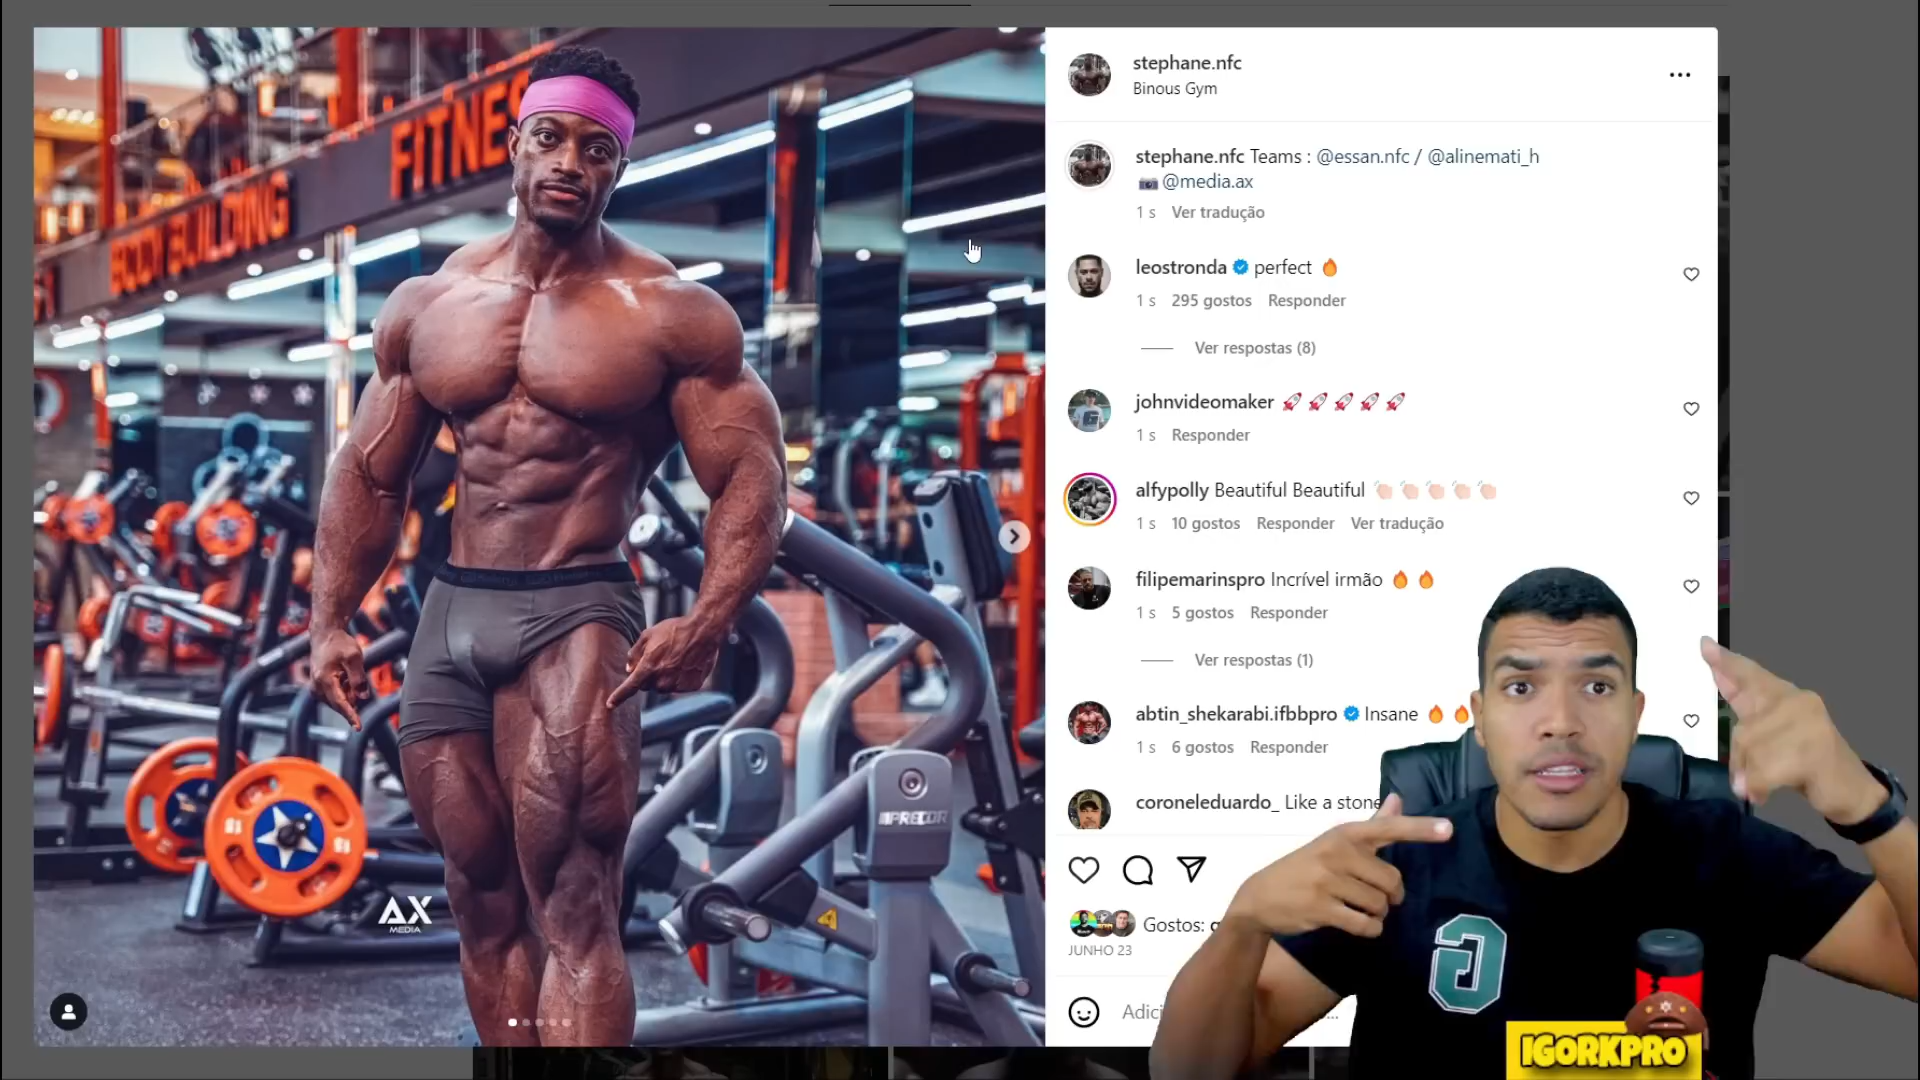 BODY BUILDING
FITNES
PRECOR
AX
MEDIA
stephane.nfc
Binous Gym
stephane.nfc Teams : @essan.nfc / @alinemati_h
@media.ax
1 s Ver tradução
leostronda perfect 🔥
1 s 295 gostos Responder
Ver respostas (8)
johnvideomaker 🚀🚀🚀🚀🚀
1 s Responder
alfypolly Beautiful Beautiful 👏🏻👏🏻👏🏻👏🏻👏🏻
1 s 10 gostos Responder Ver tradução
filipemarinspro Incrível irmão 🔥🔥
1 s 5 gostos Responder
Ver respostas (1)
abtin_shekarabi.ifbbpro Insane 🔥🔥
1 s 6 gostos Responder
coroneleduardo_ Like a stone
Gostos:
JUNHO 23
Adici
G
IGORKPRO